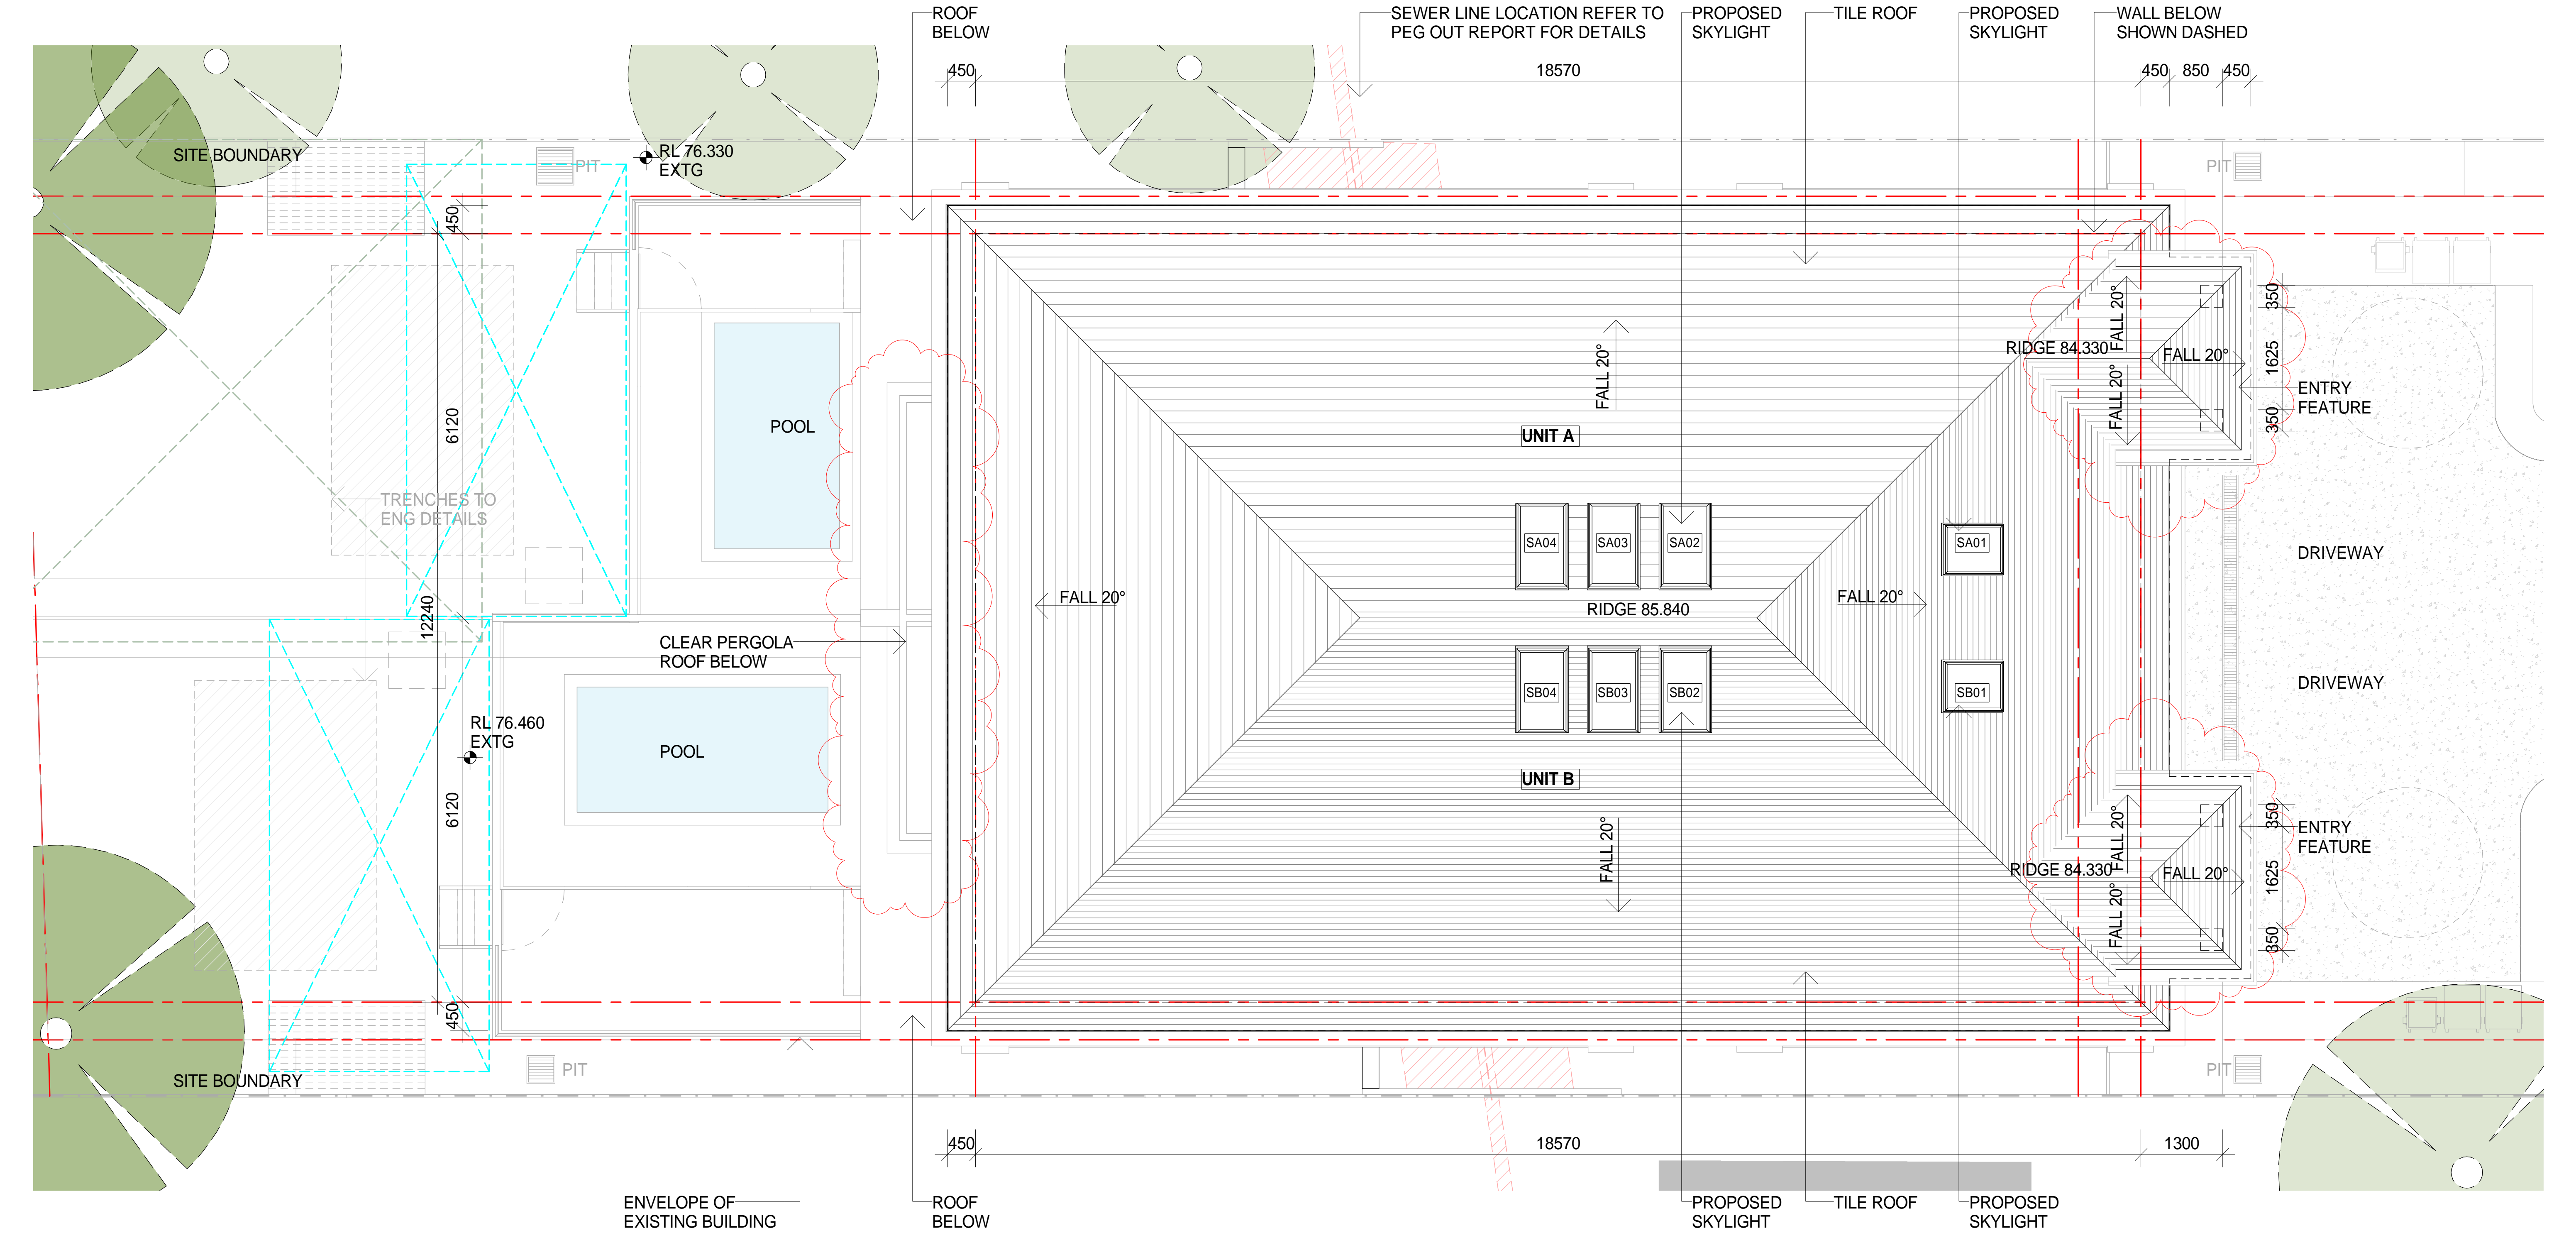 ROOF
BELOW
SEWER LINE LOCATION REFER TO
PEG OUT REPORT FOR DETAILS
PROPOSED
SKYLIGHT
TILE ROOF
PROPOSED
SKYLIGHT
WALL BELOW
SHOWN DASHED
450
18570
450
850
450
SITE BOUNDARY
RL 76.330
EXTG
PIT
PIT
450
FALL 20°
350
RIDGE 84.330
FALL 20°
FALL 20°
1625
FALL 20°
ENTRY
FEATURE
350
6120
POOL
UNIT A
TRENCHES TO
ENG DETAILS
SA04
SA03
SA02
SA01
DRIVEWAY
FALL 20°
FALL 20°
RIDGE 85.840
12240
CLEAR PERGOLA
ROOF BELOW
SB04
SB03
SB02
SB01
DRIVEWAY
RL 76.460
EXTG
POOL
UNIT B
6120
FALL 20°
350
ENTRY
FEATURE
FALL 20°
RIDGE 84.330
FALL 20°
1625
FALL 20°
350
450
PIT
PIT
SITE BOUNDARY
450
18570
1300
ENVELOPE OF
EXISTING BUILDING
ROOF
BELOW
PROPOSED
SKYLIGHT
TILE ROOF
PROPOSED
SKYLIGHT